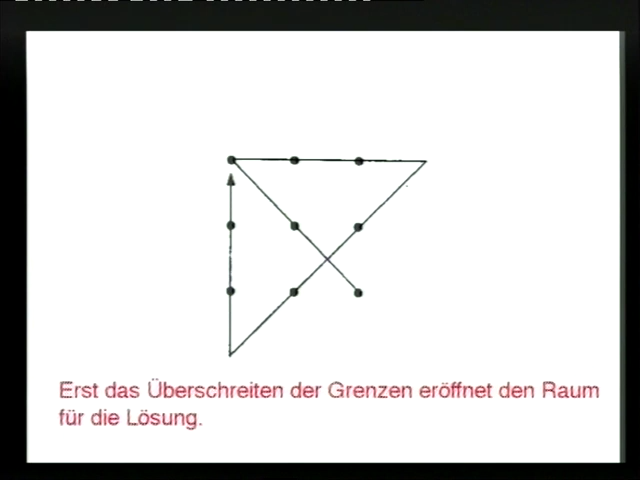 Erst das Überschreiten der Grenzen eröffnet den Raum
für die Lösung.